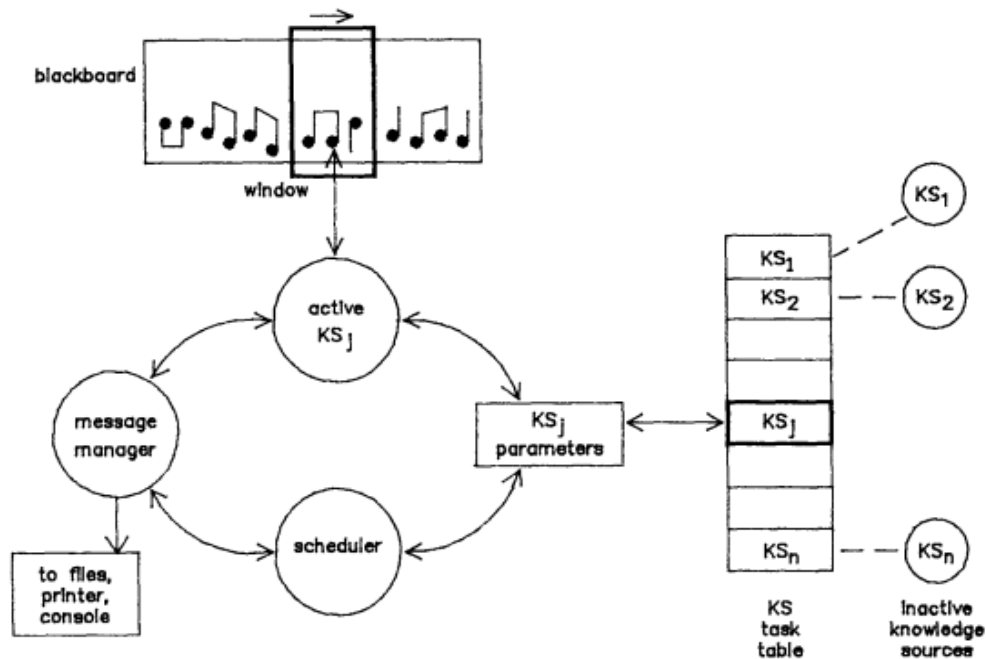 blackboard
window
KS1
KS1
active
KSj
KS2
KS2
message
manager
KSj
parameters
KSj
scheduler
to files,
printer,
console
KSn
KSn
KS
task
table
inactive
knowledge
sources